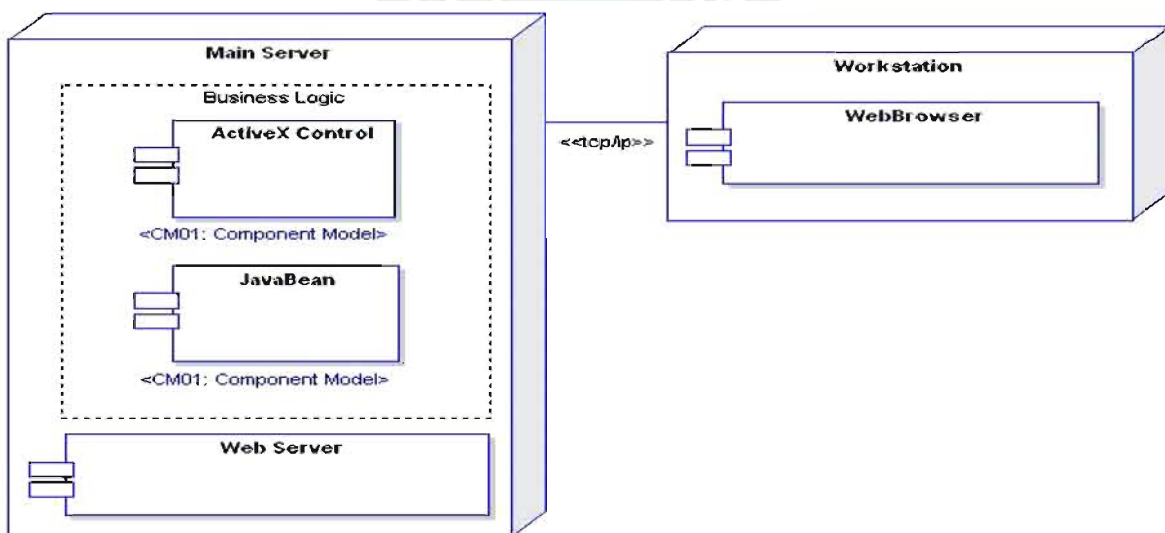 Main Server
Business Logic
ActiveX Control
<CM01: Component Model>
JavaBean
<CM01: Component Model>
Web Server
<<tcp/ip>>
Workstation
WebBrowser